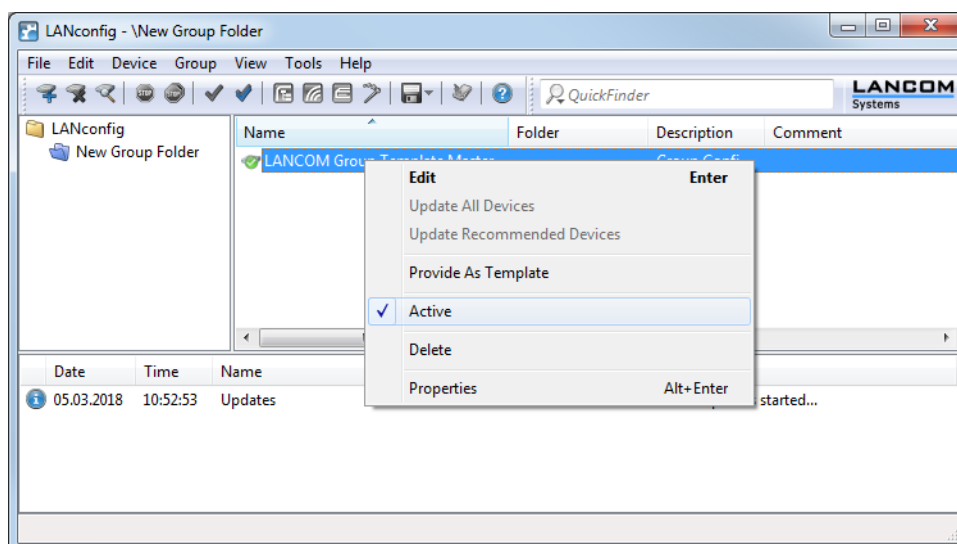 LANconfig - \New Group Folder
File Edit Device Group View Tools Help
QuickFinder
LANCOM
Systems
LANconfig
New Group Folder
Name Folder Description Comment
LANCOM Group Template Master
Group Confi
Edit Enter
Update All Devices
Update Recommended Devices
Provide As Template
Active
Delete
Properties Alt+Enter
Date Time Name
05.03.2018 10:52:53 Updates started...